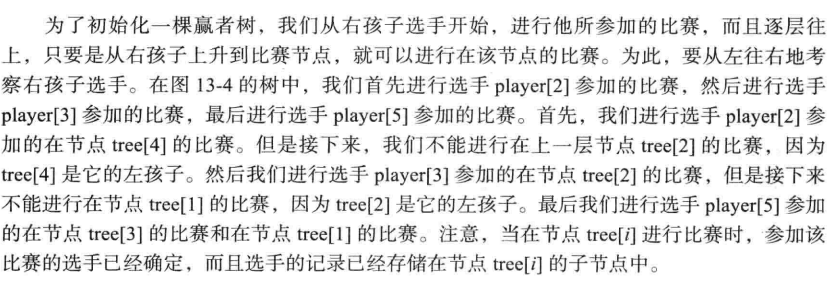 为了初始化一棵赢者树，我们从右孩子选手开始，进行他所参加的比赛，而且逐层往
上，只要是从右孩子上升到比赛节点，就可以进行在该节点的比赛。为此，要从左往右地考
察右孩子选手。在图 13-4 的树中，我们首先进行选手 player[2] 参加的比赛，然后进行选手
player[3] 参加的比赛，最后进行选手 player[5] 参加的比赛。首先，我们进行选手 player[2] 参
加的在节点 tree[4] 的比赛。但是接下来，我们不能进行在上一层节点 tree[2] 的比赛，因为
tree[4] 是它的左孩子。然后我们进行选手 player[3] 参加的在节点 tree[2] 的比赛，但是接下来
不能进行在节点 tree[1] 的比赛，因为 tree[2] 是它的左孩子。最后我们进行选手 player[5] 参加
的在节点 tree[3] 的比赛和在节点 tree[1] 的比赛。注意，当在节点 tree[i] 进行比赛时，参加该
比赛的选手已经确定，而且选手的记录已经存储在节点 tree[i] 的子节点中。